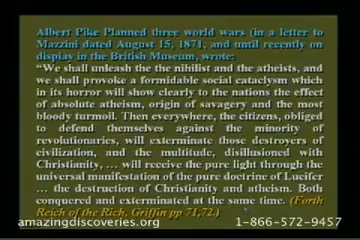 Albert Pike Planned three world wars (in a letter to
Mazzini dated August 15, 1871, and until recently on
display in the British Museum, wrote:
“We shall unleash the the nihilist and the atheists, and
we shall provoke a formidable social cataclysm which
in its horror will show clearly to the nations the effect
of absolute atheism, origin of savagery and the most
bloody turmoil. Then everywhere, the citizens, obliged
to defend themselves against the minority of
revolutionaries, will exterminate those destroyers of
civilization, and the multitude, disillusioned with
Christianity, … will receive the pure light through the
universal manifestation of the pure doctrine of Lucifer
… the destruction of Christianity and atheism. Both
conquered and exterminated at the same time. (Forth
Reich of the Rich, Griffin pp 71,72.)
amazingdiscoveries.org 1-866-572-9457